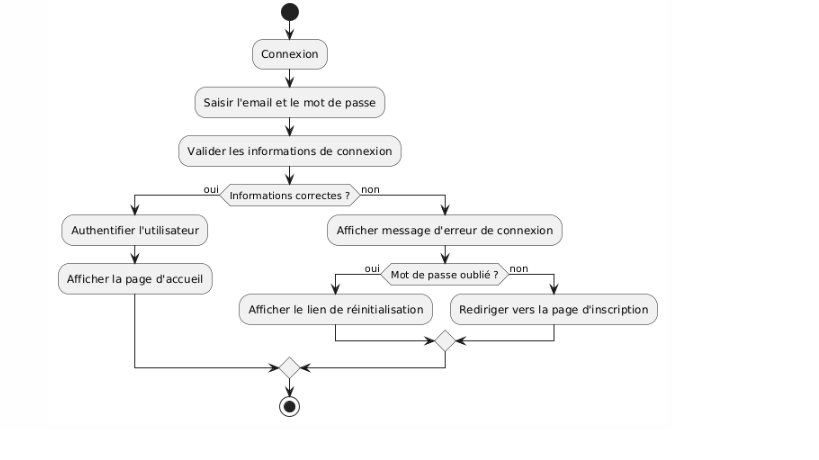 Connexion
Saisir l'email et le mot de passe
Valider les informations de connexion
oui
Informations correctes ?
non
Authentifier l'utilisateur
Afficher message d'erreur de connexion
Afficher la page d'accueil
oui
Mot de passe oublié ?
non
Afficher le lien de réinitialisation
Rediriger vers la page d'inscription